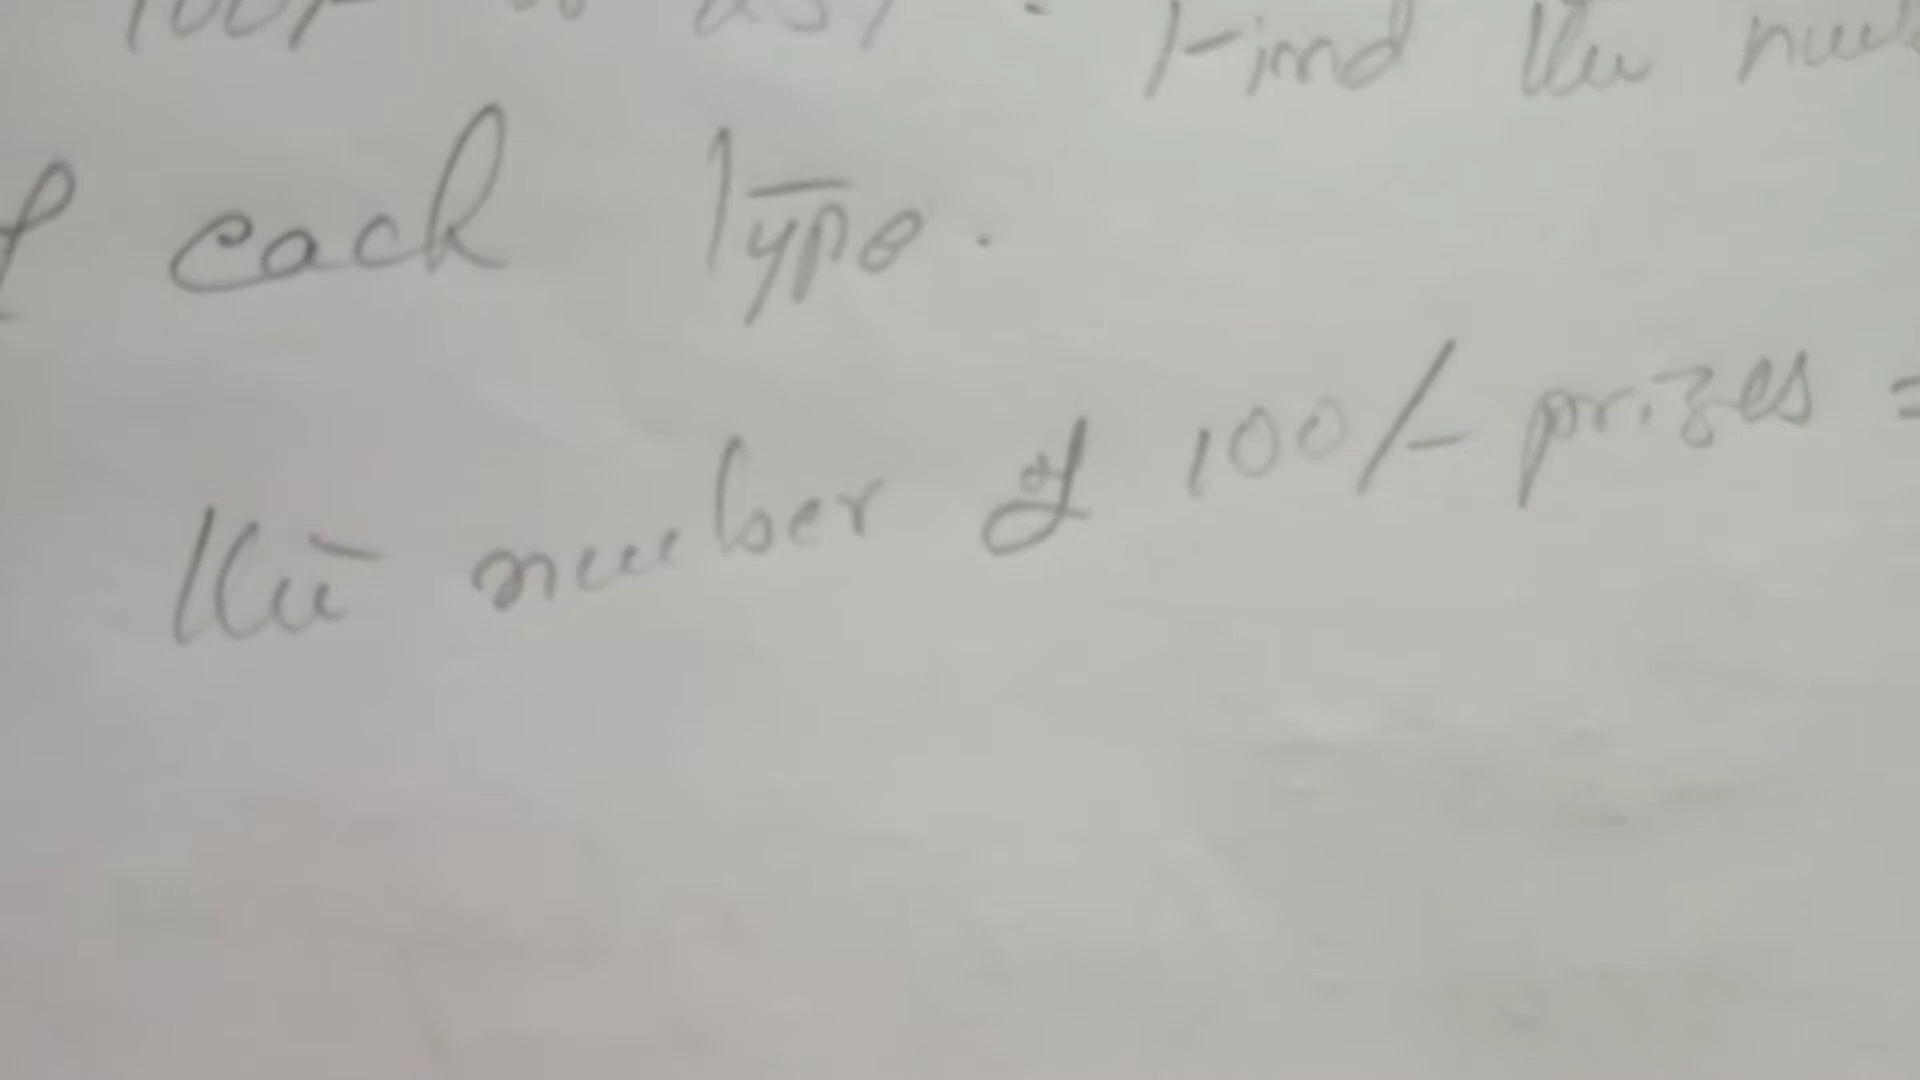 Find the
each Type.
The number of 100/- prizes =